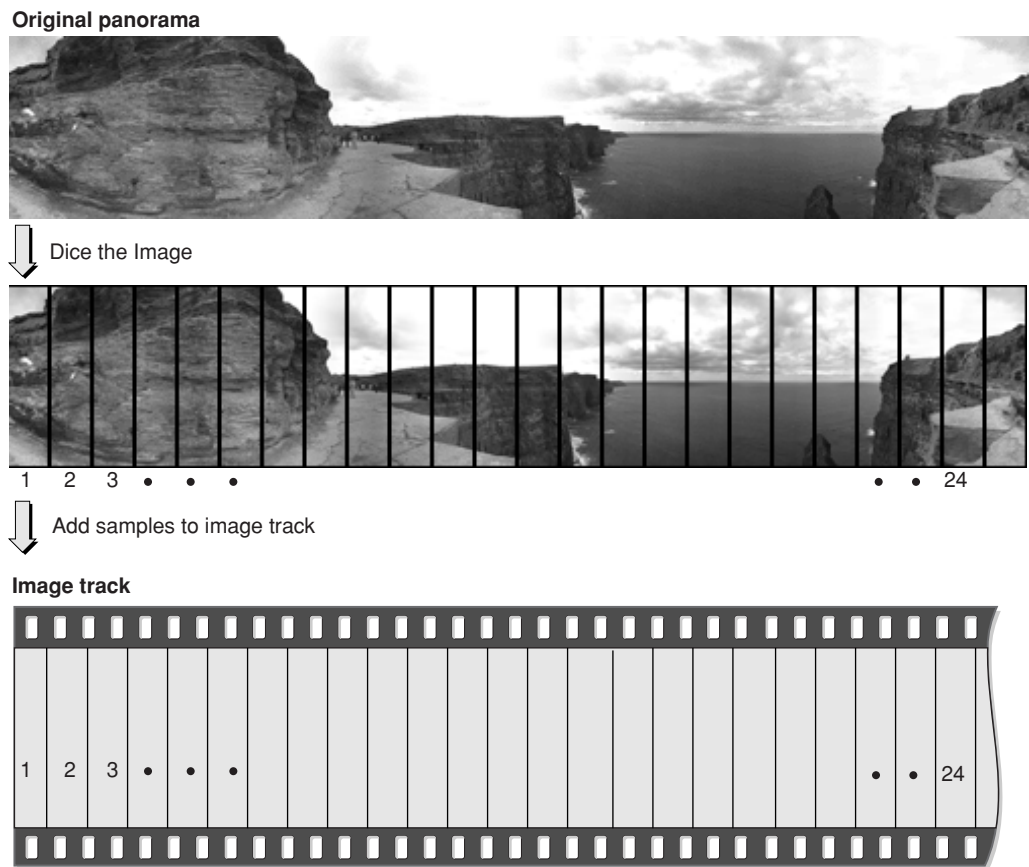 Original panorama
Dice the Image
1 2 3 • • • • • 24
Add samples to image track
Image track
1 2 3 • • • • • 24